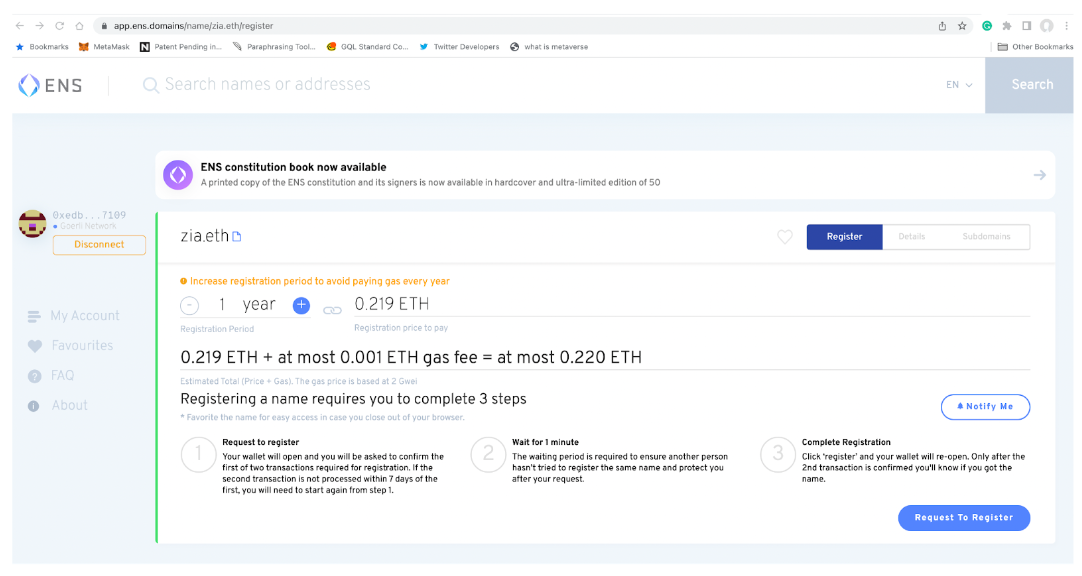 app.ens.domains/name/zia.eth/register
Bookmarks MetaMask Patent Pending in... Paraphrasing Tool... GQL Standard Co... Twitter Developers what is metaverse Other Bookmarks
ENS Search names or addresses EN Search
ENS constitution book now available
A printed copy of the ENS constitution and its signers is now available in hardcover and ultra-limited edition of 50
0xedb...7109
Goerli Network
Disconnect
zia.eth Register Details Subdomains
Increase registration period to avoid paying gas every year
- 1 year + 0.219 ETH
Registration Period Registration price to pay
My Account
Favourites
FAQ
About
0.219 ETH + at most 0.001 ETH gas fee = at most 0.220 ETH
Estimated Total (Price + Gas). The gas price is based at 2 Gwei
Registering a name requires you to complete 3 steps
* Favorite the name for easy access in case you close out of your browser.
Notify Me
1 Request to register
Your wallet will open and you will be asked to confirm the
first of two transactions required for registration. If the
second transaction is not processed within 7 days of the
first, you will need to start again from step 1.
2 Wait for 1 minute
The waiting period is required to ensure another person
hasn't tried to register the same name and protect you
after your request.
3 Complete Registration
Click 'register' and your wallet will re-open. Only after the
2nd transaction is confirmed you'll know if you got the
name.
Request To Register